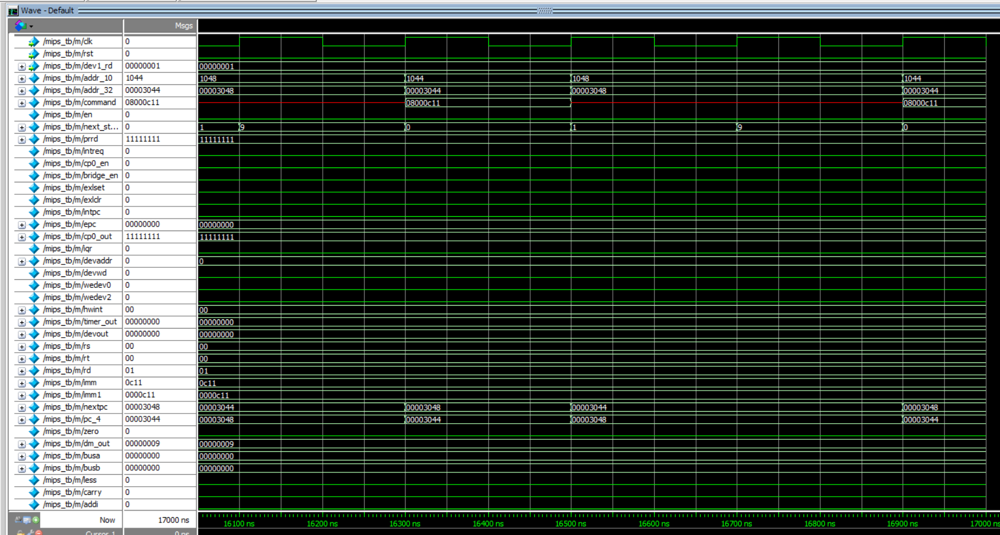 Wave - Default
Msgs
/mips_tb/m/clk 0
/mips_tb/m/rst 0
/mips_tb/m/dev1_rd 00000001 00000001
/mips_tb/m/addr_10 1044 1048 1044 1048 1044
/mips_tb/m/addr_32 00003044 00003048 00003044 00003048 00003044
/mips_tb/m/command 08000c11 08000c11 08000c11
/mips_tb/m/en 0
/mips_tb/m/next_st... 0 1 9 0 1 9 0
/mips_tb/m/prrd 11111111 11111111
/mips_tb/m/intreq 0
/mips_tb/m/cp0_en 0
/mips_tb/m/bridge_en 0
/mips_tb/m/exlset 0
/mips_tb/m/exlclr 0
/mips_tb/m/intpc 0
/mips_tb/m/epc 00000000 00000000
/mips_tb/m/cp0_out 11111111 11111111
/mips_tb/m/iqr 0
/mips_tb/m/devaddr 0 0
/mips_tb/m/devwd 0
/mips_tb/m/wedev0 0
/mips_tb/m/wedev2 0
/mips_tb/m/hwint 00 00
/mips_tb/m/timer_out 00000000 00000000
/mips_tb/m/devout 00000000 00000000
/mips_tb/m/rs 00 00
/mips_tb/m/rt 00 00
/mips_tb/m/rd 01 01
/mips_tb/m/imm 0c11 0c11
/mips_tb/m/imm1 0000c11 0000c11
/mips_tb/m/nextpc 00003048 00003044 00003048 00003044 00003048
/mips_tb/m/pc_4 00003044 00003048 00003044 00003048 00003044
/mips_tb/m/zero 0
/mips_tb/m/dm_out 00000009 00000009
/mips_tb/m/busa 00000000 00000000
/mips_tb/m/busb 00000000 00000000
/mips_tb/m/less 0
/mips_tb/m/carry 0
/mips_tb/m/addi 0
Now 17000 ns
16100 ns 16200 ns 16300 ns 16400 ns 16500 ns 16600 ns 16700 ns 16800 ns 16900 ns 17000 ns
Cursor 1 0 ns